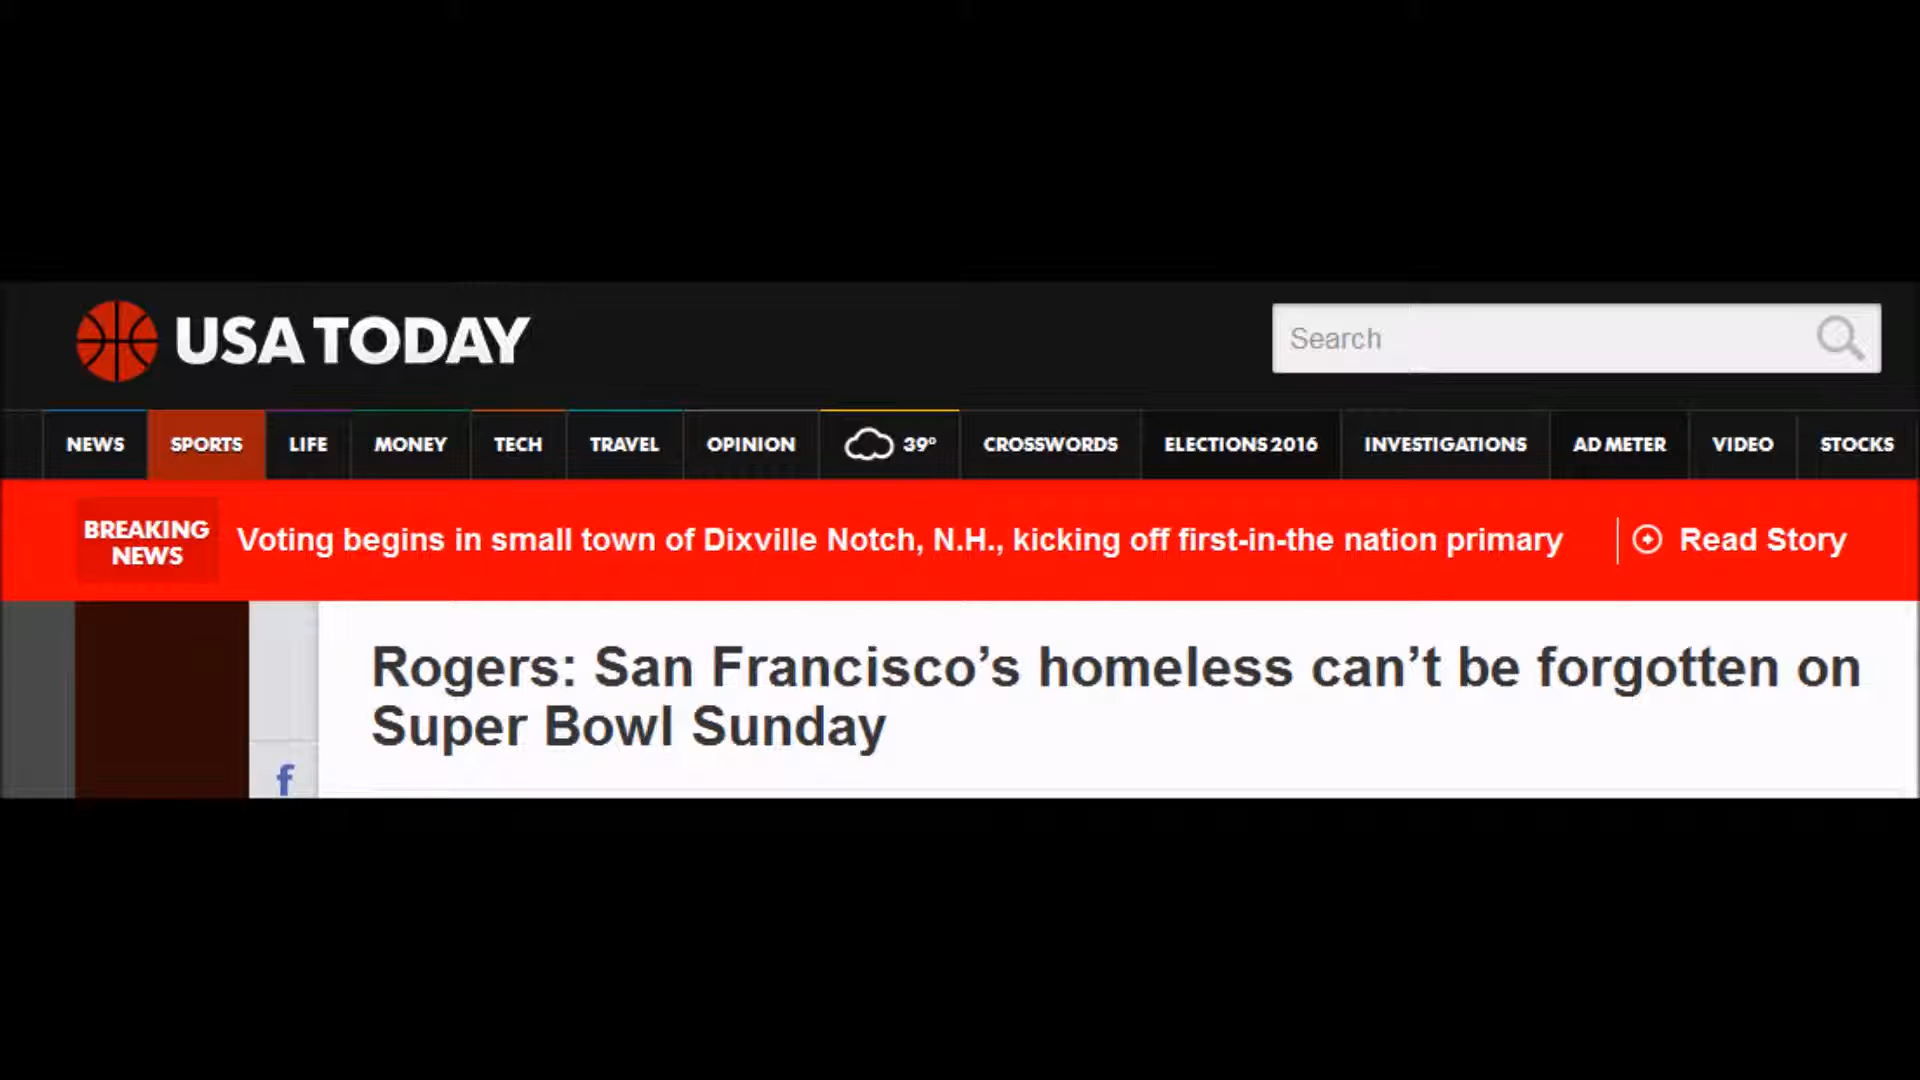 USA TODAY
Search
NEWS SPORTS LIFE MONEY TECH TRAVEL OPINION 39° CROSSWORDS ELECTIONS 2016 INVESTIGATIONS AD METER VIDEO STOCKS
BREAKING
NEWS
Voting begins in small town of Dixville Notch, N.H., kicking off first-in-the nation primary
Read Story
Rogers: San Francisco’s homeless can’t be forgotten on
Super Bowl Sunday
f